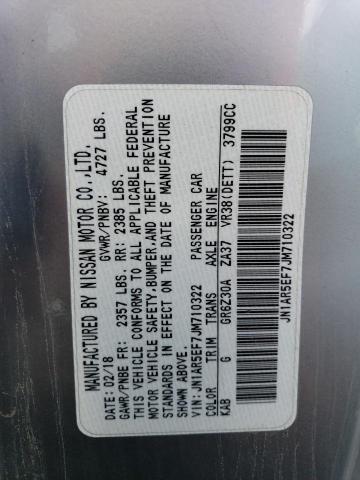 MANUFACTURED BY NISSAN MOTOR CO.,LTD.
DATE: 02/18 GVWR/PNBV: 4727 LBS.
GAWR/PNBE FR: 2357 LBS. RR: 2385 LBS.
THIS VEHICLE CONFORMS TO ALL APPLICABLE FEDERAL
MOTOR VEHICLE SAFETY,BUMPER,AND THEFT PREVENTION
STANDARDS IN EFFECT ON THE DATE OF MANUFACTURE
SHOWN ABOVE.
VIN: JN1AR5EF7JM710322 PASSENGER CAR
COLOR TRIM TRANS AXLE ENGINE
KAB G GR6Z30A ZA37 VR38(DETT) 3799CC
JN1AR5EF7JM710322